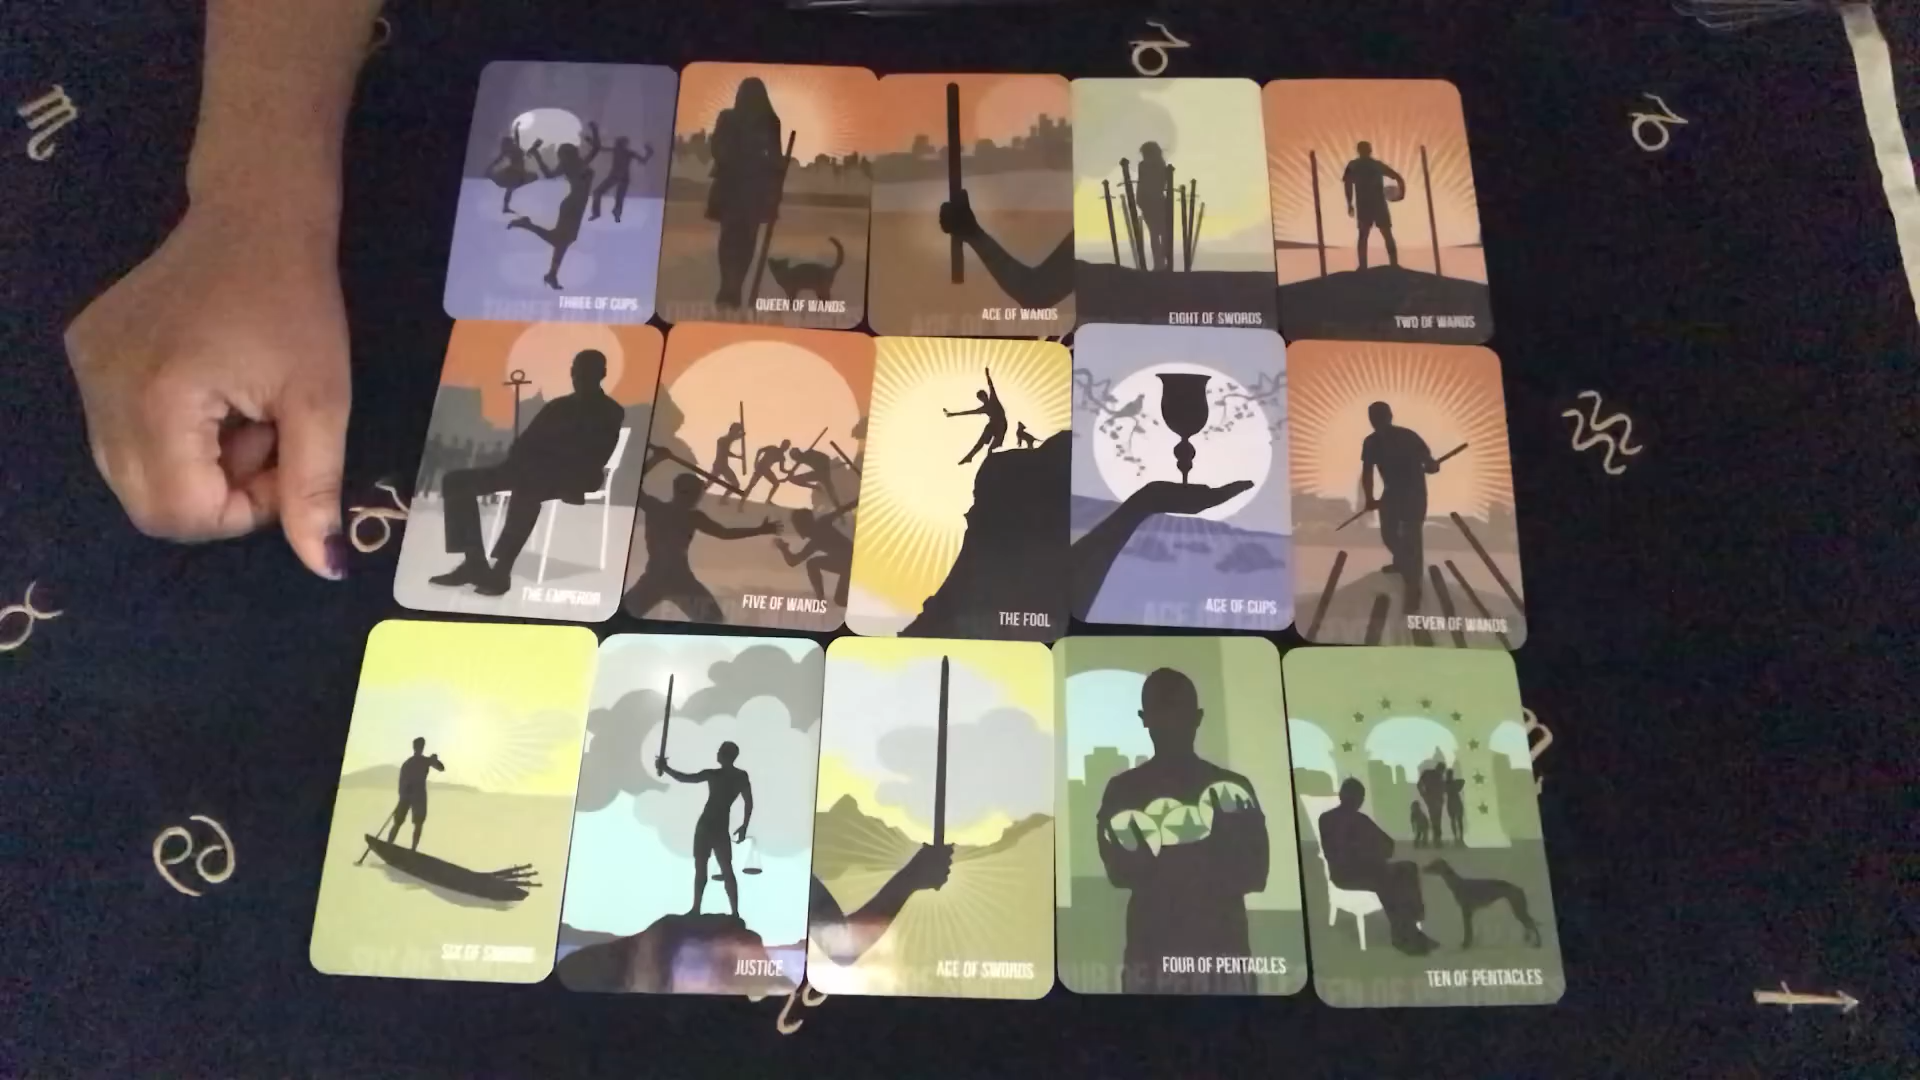 THREE OF CUPS
QUEEN OF WANDS
ACE OF WANDS
EIGHT OF SWORDS
TWO OF WANDS
THE EMPEROR
FIVE OF WANDS
THE FOOL
ACE OF CUPS
SEVEN OF WANDS
SIX OF SWORDS
JUSTICE
ACE OF SWORDS
FOUR OF PENTACLES
TEN OF PENTACLES